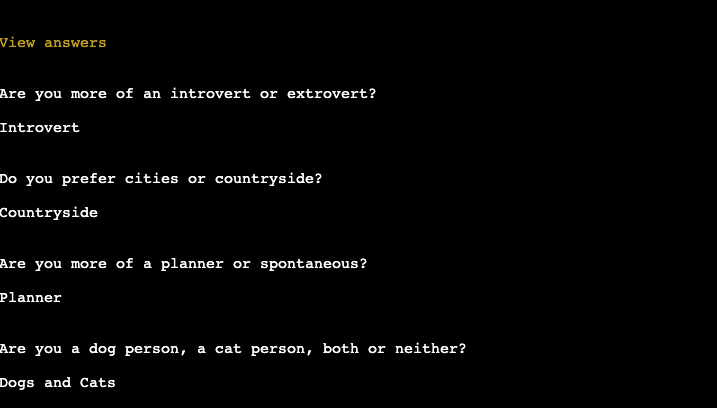 View answers
Are you more of an introvert or extrovert?
Introvert
Do you prefer cities or countryside?
Countryside
Are you more of a planner or spontaneous?
Planner
Are you a dog person, a cat person, both or neither?
Dogs and Cats